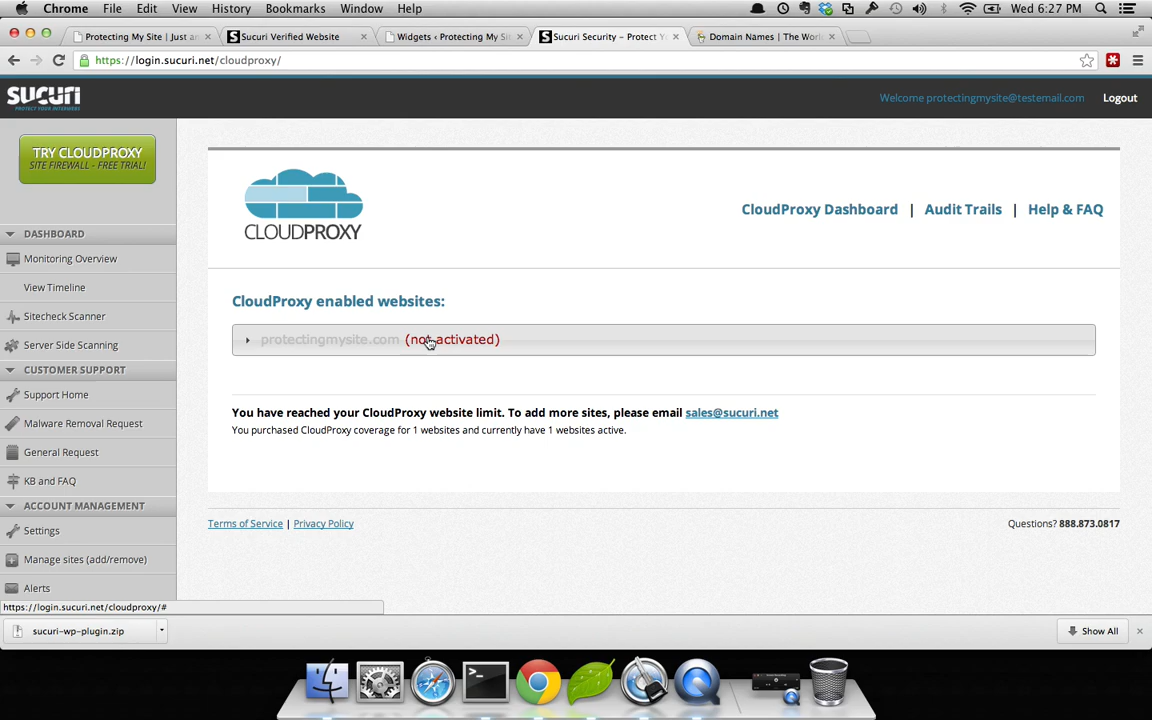 Chrome File Edit View History Bookmarks Window Help Wed 6:27 PM
Protecting My Site | Just an Sucuri Verified Website Widgets ‹ Protecting My Sit Sucuri Security – Protect Yo Domain Names | The World
https://login.sucuri.net/cloudproxy/
SUCURI
PROTECT YOUR INTERWEBS
Welcome protectingmysite@testemail.com Logout
TRY CLOUDPROXY
SITE FIREWALL - FREE TRIAL!
CLOUDPROXY
CloudProxy Dashboard | Audit Trails | Help & FAQ
DASHBOARD
Monitoring Overview
View Timeline
Sitecheck Scanner
Server Side Scanning
CUSTOMER SUPPORT
Support Home
Malware Removal Request
General Request
KB and FAQ
ACCOUNT MANAGEMENT
Settings
Manage sites (add/remove)
Alerts
CloudProxy enabled websites:
protectingmysite.com (not activated)
You have reached your CloudProxy website limit. To add more sites, please email sales@sucuri.net
You purchased CloudProxy coverage for 1 websites and currently have 1 websites active.
Terms of Service | Privacy Policy Questions? 888.873.0817
https://login.sucuri.net/cloudproxy/#
sucuri-wp-plugin.zip Show All